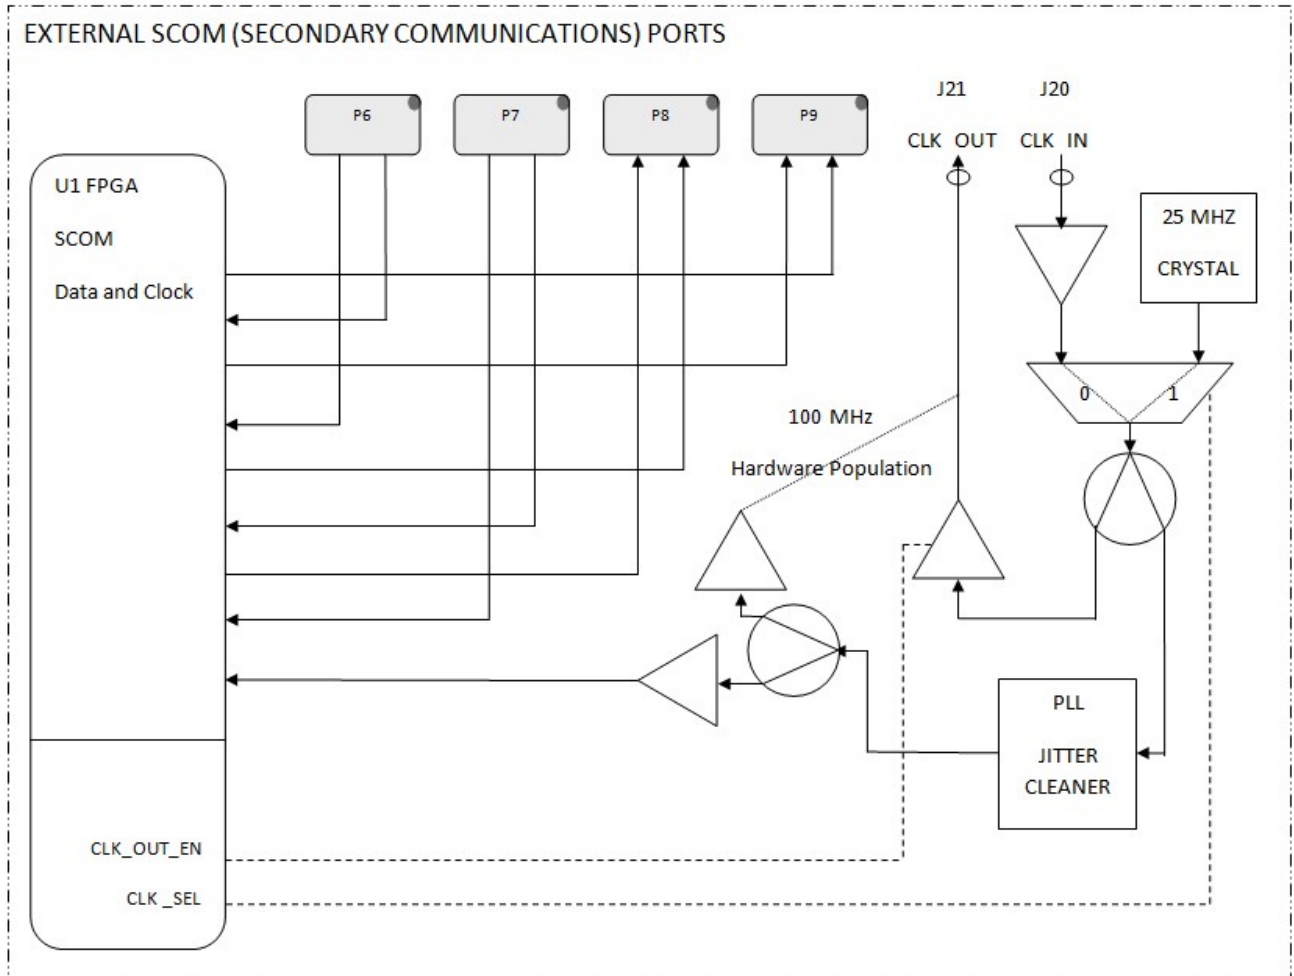 EXTERNAL SCOM (SECONDARY COMMUNICATIONS) PORTS
P6
P7
P8
P9
J21
J20
CLK OUT
CLK IN
U1 FPGA
SCOM
Data and Clock
25 MHZ
CRYSTAL
0
1
100 MHz
Hardware Population
PLL
JITTER
CLEANER
CLK_OUT_EN
CLK _SEL